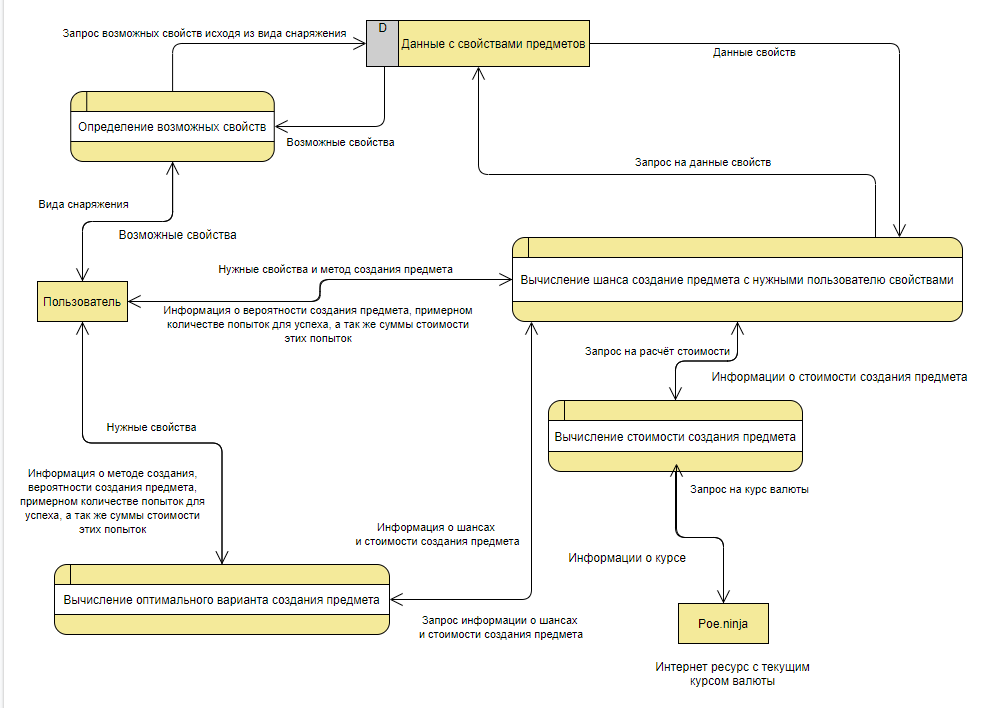 Запрос возможных свойств исходя из вида снаряжения
D
Данные с свойствами предметов
Данные свойств
Определение возможных свойств
Возможные свойства
Запрос на данные свойств
Вида снаряжения
Возможные свойства
Нужные свойства и метод создания предмета
Вычисление шанса создание предмета с нужными пользователю свойствами
Пользователь
Информация о вероятности создания предмета, примерном
количестве попыток для успеха, а так же суммы стоимости
этих попыток
Запрос на расчёт стоимости
Информации о стоимости создания предмета
Нужные свойства
Вычисление стоимости создания предмета
Информация о методе создания,
вероятности создания предмета,
примерном количестве попыток для
успеха, а так же суммы стоимости
этих попыток
Запрос на курс валюты
Информация о шансах
и стоимости создания предмета
Информации о курсе
Вычисление оптимального варианта создания предмета
Запрос информации о шансах
и стоимости создания предмета
Poe.ninja
Интернет ресурс с текущим
курсом валюты